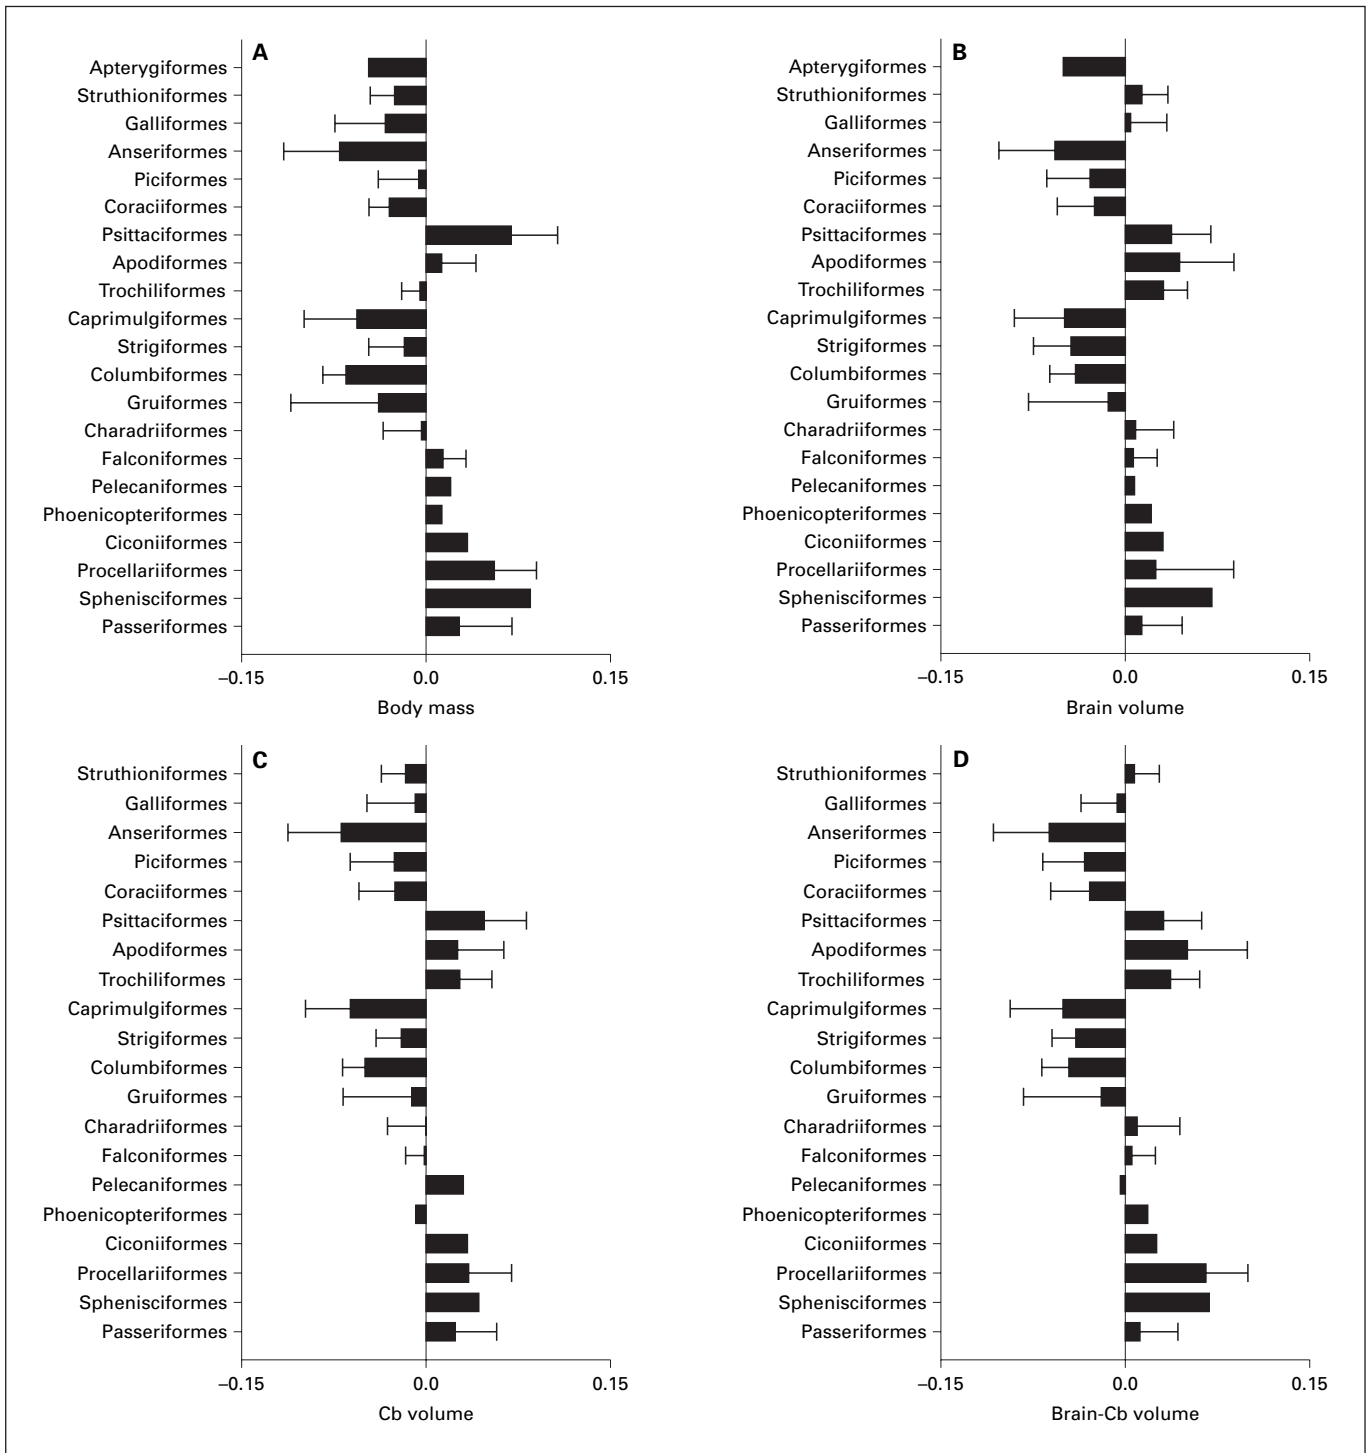 A
Apterygiformes
Struthioniformes
Galliformes
Anseriformes
Piciformes
Coraciiformes
Psittaciformes
Apodiformes
Trochiliformes
Caprimulgiformes
Strigiformes
Columbiformes
Gruiformes
Charadriiformes
Falconiformes
Pelecaniformes
Phoenicopteriformes
Ciconiiformes
Procellariiformes
Sphenisciformes
Passeriformes
–0.15 0.0 0.15
Body mass
B
Apterygiformes
Struthioniformes
Galliformes
Anseriformes
Piciformes
Coraciiformes
Psittaciformes
Apodiformes
Trochiliformes
Caprimulgiformes
Strigiformes
Columbiformes
Gruiformes
Charadriiformes
Falconiformes
Pelecaniformes
Phoenicopteriformes
Ciconiiformes
Procellariiformes
Sphenisciformes
Passeriformes
–0.15 0.0 0.15
Brain volume
C
Struthioniformes
Galliformes
Anseriformes
Piciformes
Coraciiformes
Psittaciformes
Apodiformes
Trochiliformes
Caprimulgiformes
Strigiformes
Columbiformes
Gruiformes
Charadriiformes
Falconiformes
Pelecaniformes
Phoenicopteriformes
Ciconiiformes
Procellariiformes
Sphenisciformes
Passeriformes
–0.15 0.0 0.15
Cb volume
D
Struthioniformes
Galliformes
Anseriformes
Piciformes
Coraciiformes
Psittaciformes
Apodiformes
Trochiliformes
Caprimulgiformes
Strigiformes
Columbiformes
Gruiformes
Charadriiformes
Falconiformes
Pelecaniformes
Phoenicopteriformes
Ciconiiformes
Procellariiformes
Sphenisciformes
Passeriformes
–0.15 0.0 0.15
Brain-Cb volume